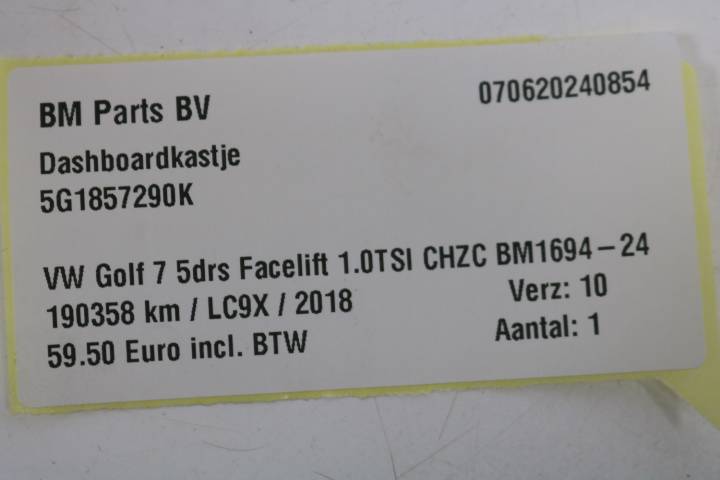 BM Parts BV 070620240854
Dashboardkastje
5G1857290K
VW Golf 7 5drs Facelift 1.0TSI CHZC BM1694-24
190358 km / LC9X / 2018 Verz: 10
59.50 Euro incl. BTW Aantal: 1